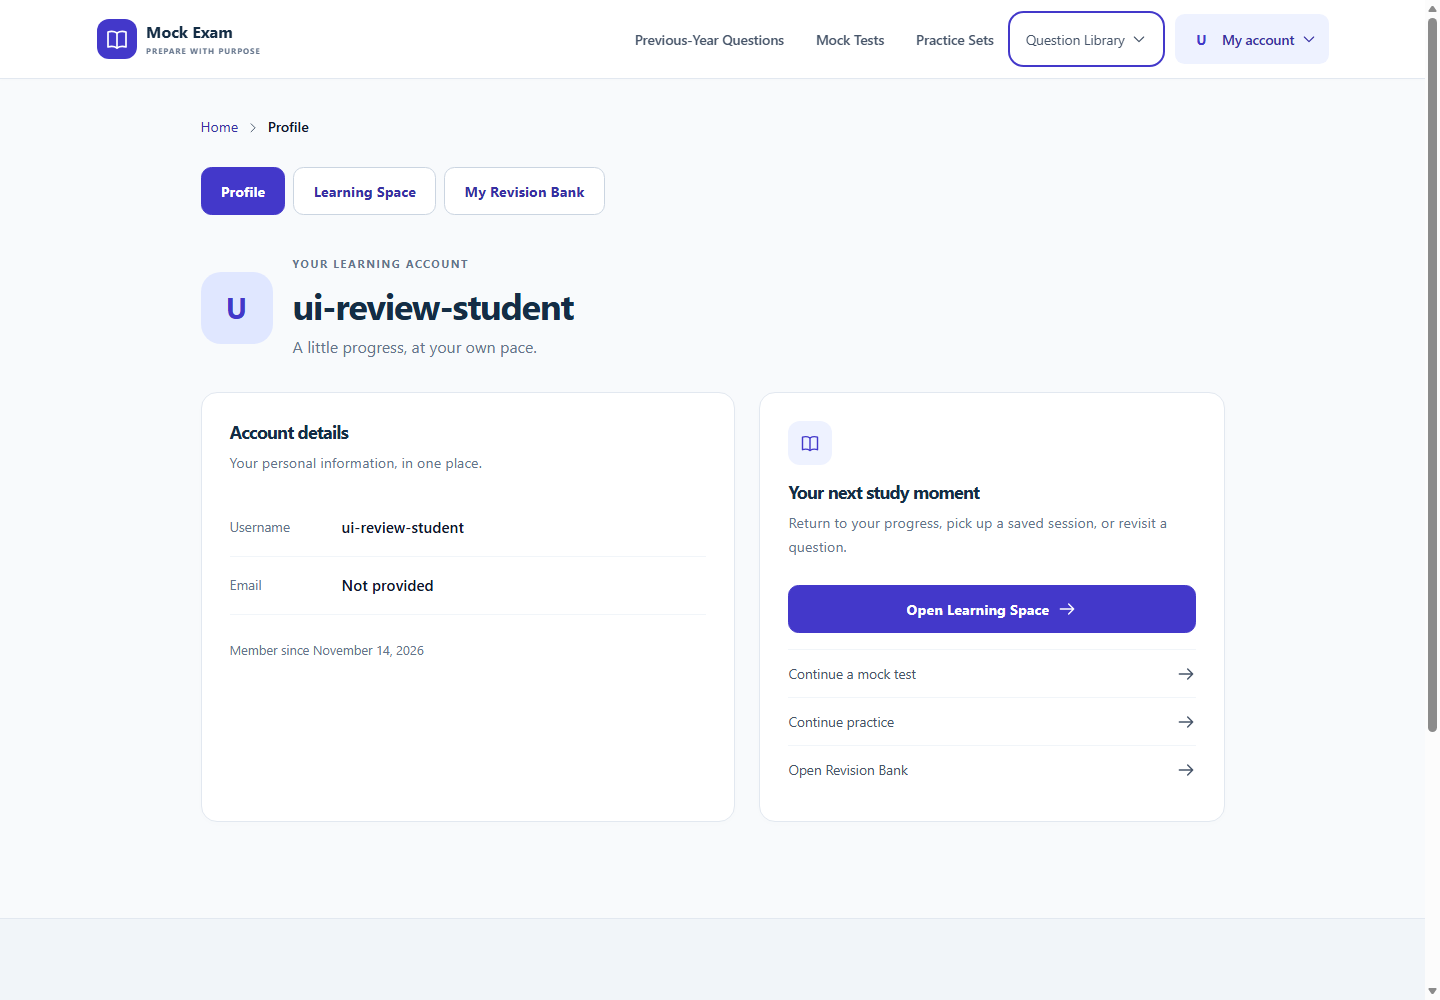 Mock Exam
PREPARE WITH PURPOSE
Previous-Year Questions
Mock Tests
Practice Sets
Question Library
U
My account
Home
Profile
Profile
Learning Space
My Revision Bank
U
YOUR LEARNING ACCOUNT
ui-review-student
A little progress, at your own pace.
Account details
Your personal information, in one place.
Username
ui-review-student
Email
Not provided
Member since November 14, 2026
Your next study moment
Return to your progress, pick up a saved session, or revisit a
question.
Open Learning Space
Continue a mock test
Continue practice
Open Revision Bank